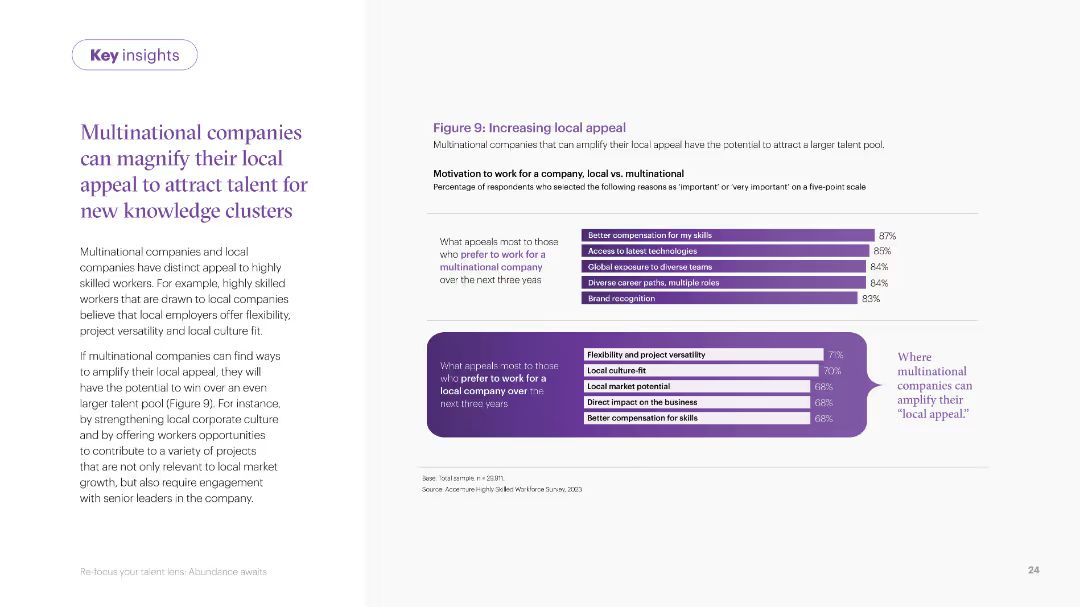 Key insights
Multinational companies
can magnify their local
appeal to attract talent for
new knowledge clusters
Multinational companies and local
companies have distinct appeal to highly
skilled workers. For example, highly skilled
workers that are drawn to local companies
believe that local employers offer flexibility,
project versatility and local culture fit.
If multinational companies can find ways
to amplify their local appeal, they will
have the potential to win over an even
larger talent pool (Figure 9). For instance,
by strengthening local corporate culture
and by offering workers opportunities
to contribute to a variety of projects
that are not only relevant to local market
growth, but also require engagement
with senior leaders in the company.
Figure 9: Increasing local appeal
Multinational companies that can amplify their local appeal have the potential to attract a larger talent pool.
Motivation to work for a company, local vs. multinational
Percentage of respondents who selected the following reasons as ‘important’ or ‘very important’ on a five-point scale
What appeals most to those
who prefer to work for a
multinational company
over the next three yeas
Better compensation for my skills 87%
Access to latest technologies 85%
Global exposure to diverse teams 84%
Diverse career paths, multiple roles 84%
Brand recognition 83%
What appeals most to those
who prefer to work for a
local company over the
next three years
Flexibility and project versatility 71%
Local culture-fit 70%
Local market potential 68%
Direct impact on the business 68%
Better compensation for skills 68%
Where
multinational
companies can
amplify their
“local appeal.”
Base: Total sample, n = 29,911.
Source: Accenture Highly Skilled Workforce Survey, 2023
Re-focus your talent lens: Abundance awaits
24